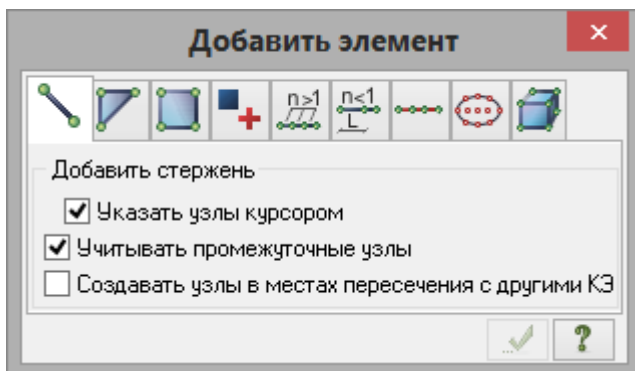 Добавить элемент
n>1 n<1
L
Добавить стержень
Указать узлы курсором
Учитывать промежуточные узлы
Создавать узлы в местах пересечения с другими КЭ
?